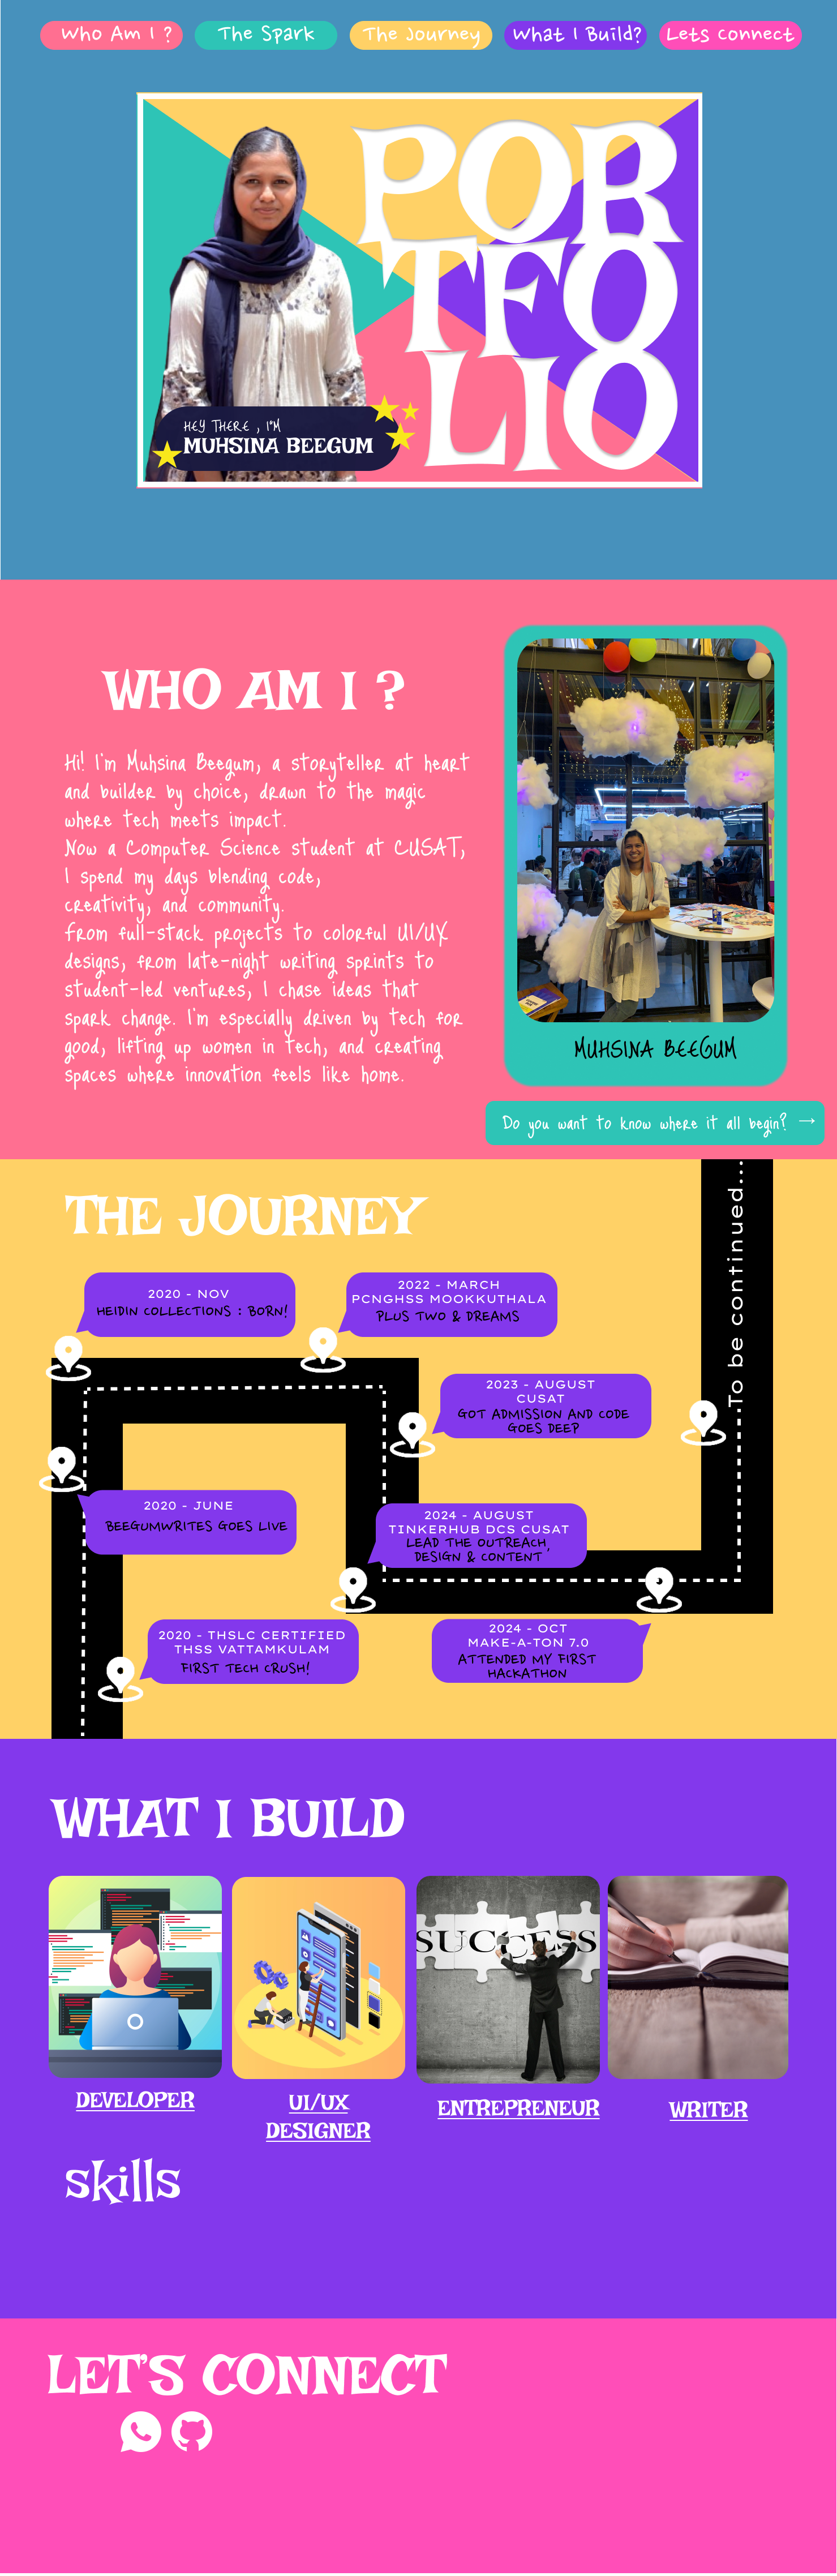 Who Am I ?
The Spark
The Journey
What I Build?
Lets Connect
POR
TFO
LIO
HEY THERE , I'M
MUHSINA BEEGUM
WHO AM I ?
Hi! I'm Muhsina Beegum, a storyteller at heart
and builder by choice, drawn to the magic
where tech meets impact.
Now a Computer Science student at CUSAT,
I spend my days blending code,
creativity, and community.
From full-stack projects to colorful UI/UX
designs, from late-night writing sprints to
student-led ventures, I chase ideas that
spark change. I'm especially driven by tech for
good, lifting up women in tech, and creating
spaces where innovation feels like home.
MUHSINA BEEGUM
Do you want to know where it all begin? →
THE JOURNEY
To be continued...
2020 - NOV
HEIDIN COLLECTIONS : BORN!
2022 - MARCH
PCNGHSS MOOKKUTHALA
PLUS TWO & DREAMS
2023 - AUGUST
CUSAT
GOT ADMISSION AND CODE
GOES DEEP
2020 - JUNE
BEEGUMWRITES GOES LIVE
2024 - AUGUST
TINKERHUB DCS CUSAT
LEAD THE OUTREACH,
DESIGN & CONTENT
2020 - THSLC CERTIFIED
THSS VATTAMKULAM
FIRST TECH CRUSH!
2024 - OCT
MAKE-A-TON 7.0
ATTENDED MY FIRST
HACKATHON
WHAT I BUILD
SUCCESS
DEVELOPER
UI/UX
DESIGNER
ENTREPRENEUR
WRITER
skills
LET'S CONNECT